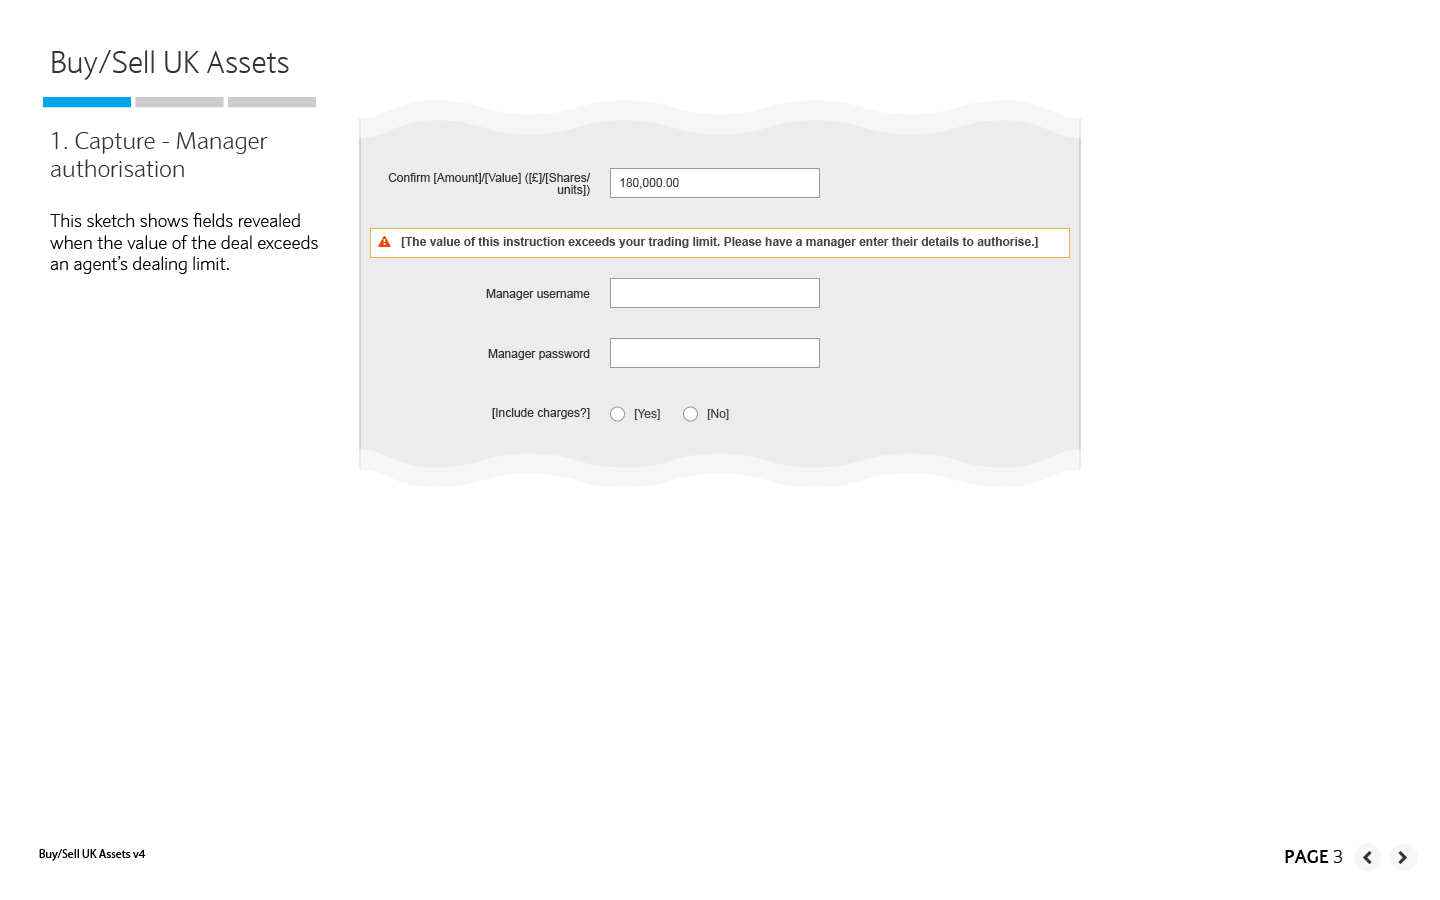 Buy/Sell UK Assets
1. Capture - Manager
authorisation
This sketch shows fields revealed
when the value of the deal exceeds
an agent’s dealing limit.
Confirm [Amount]/[Value] ([£]/[Shares/
units])
180,000.00
[The value of this instruction exceeds your trading limit. Please have a manager enter their details to authorise.]
Manager username
Manager password
[Include charges?] [Yes] [No]
Buy/Sell UK Assets v4
PAGE 3